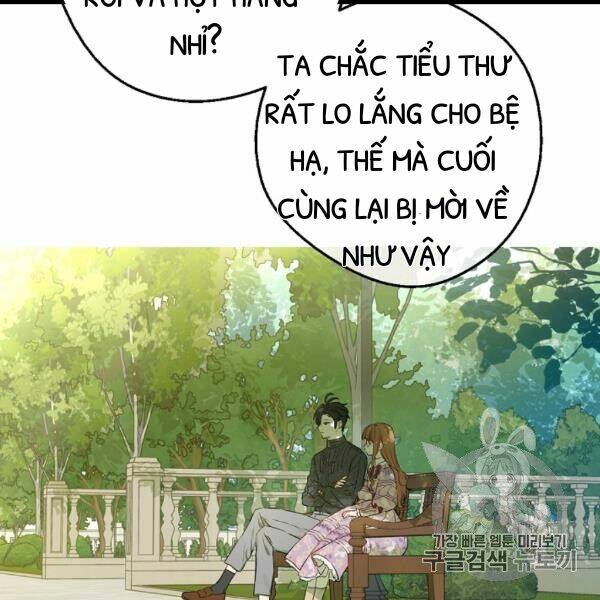 NHỈ?
TA CHẮC TIỂU THƯ
RẤT LO LẮNG CHO BỆ
HẠ, THẾ MÀ CUỐI
CÙNG LẠI BỊ MỜI VỀ
NHƯ VẬY
가장 빠른 웹툰 미리보기
구글검색 뉴토끼